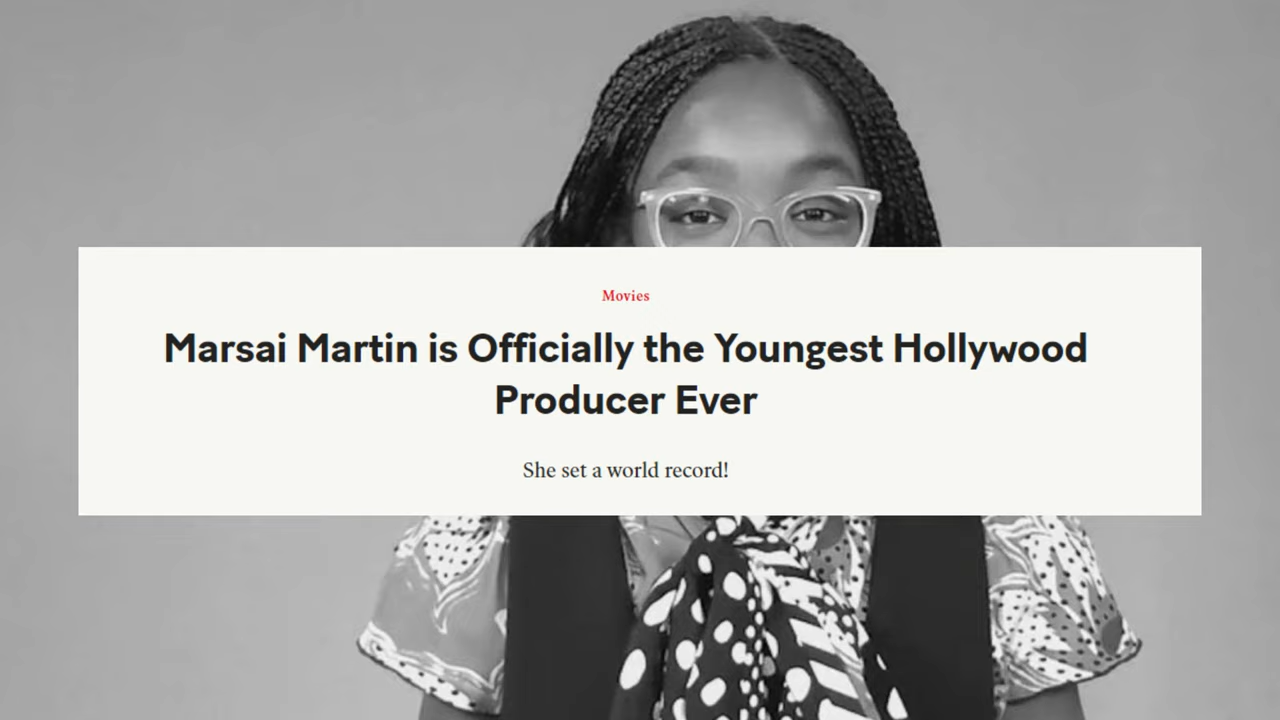 Movies
Marsai Martin is Officially the Youngest Hollywood
Producer Ever
She set a world record!